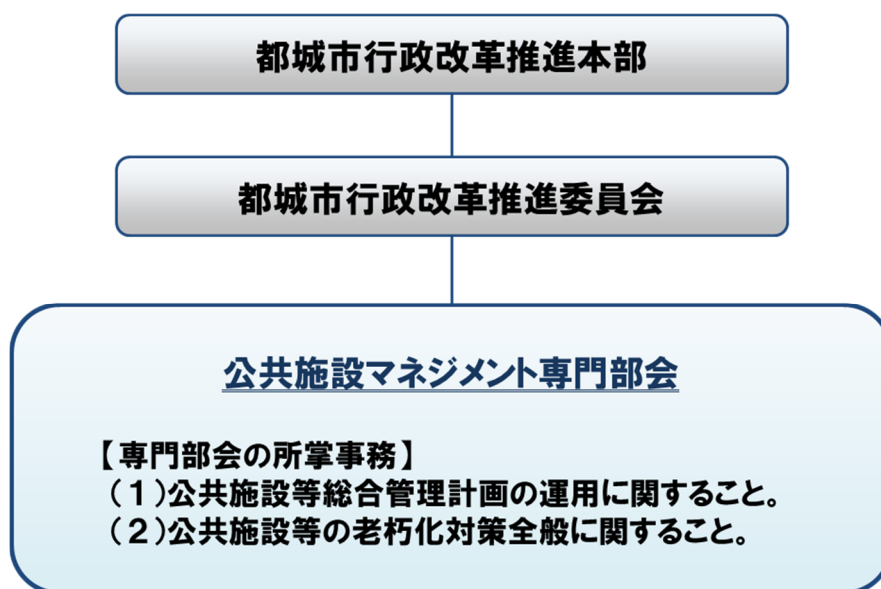 都城市行政改革推進本部
都城市行政改革推進委員会
公共施設マネジメント専門部会
【専門部会の所掌事務】
（１）公共施設等総合管理計画の運用に関すること。
（２）公共施設等の老朽化対策全般に関すること。